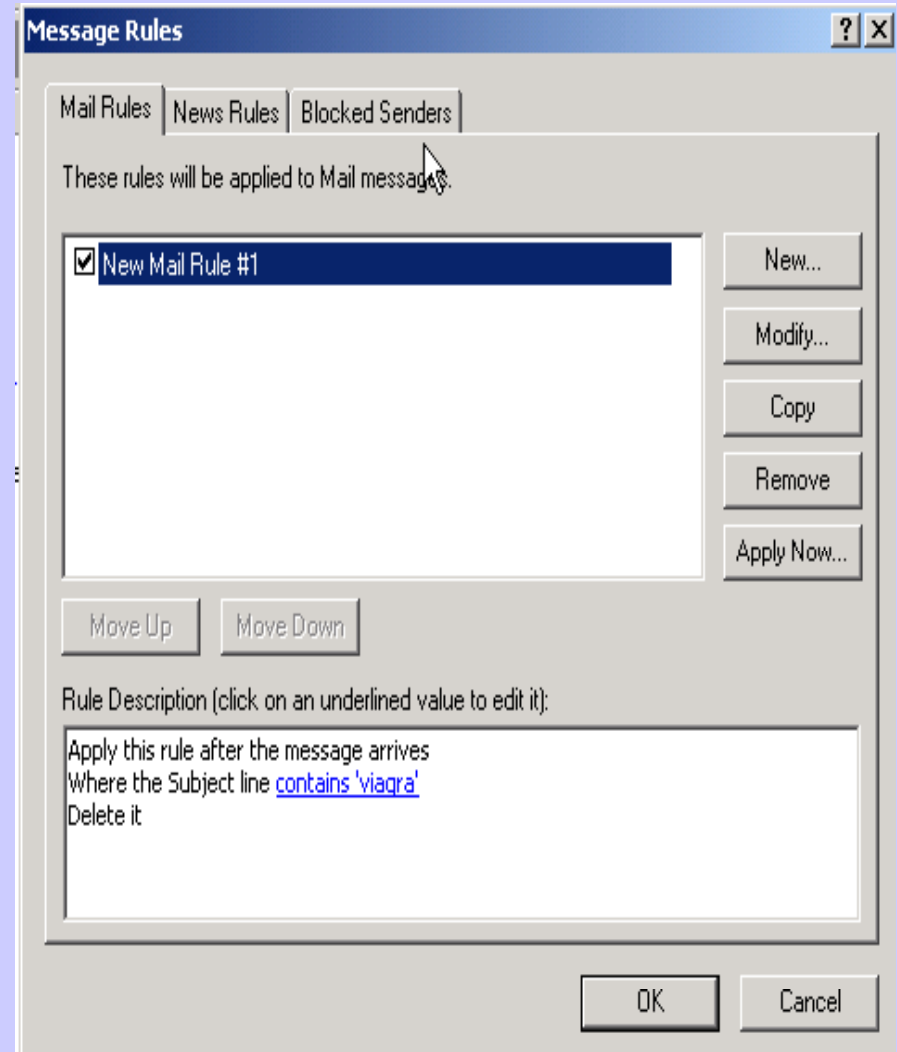 Message Rules
Mail Rules
News Rules
Blocked Senders
These rules will be applied to Mail messages.
New Mail Rule #1
New...
Modify...
Copy
Remove
Apply Now...
Move Up
Move Down
Rule Description (click on an underlined value to edit it):
Apply this rule after the message arrives
Where the Subject line contains 'viagra'
Delete it
OK
Cancel